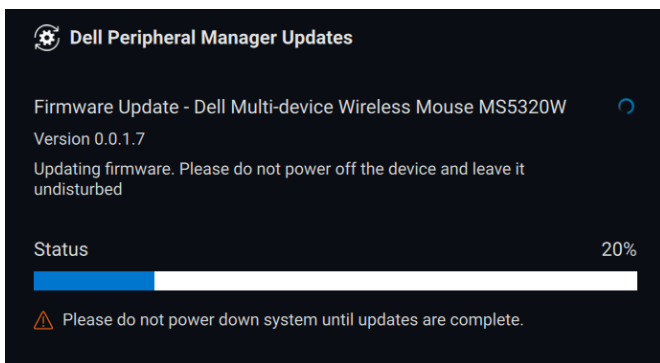 Dell Peripheral Manager Updates
Firmware Update - Dell Multi-device Wireless Mouse MS5320W
Version 0.0.1.7
Updating firmware. Please do not power off the device and leave it
undisturbed
Status 20%
Please do not power down system until updates are complete.